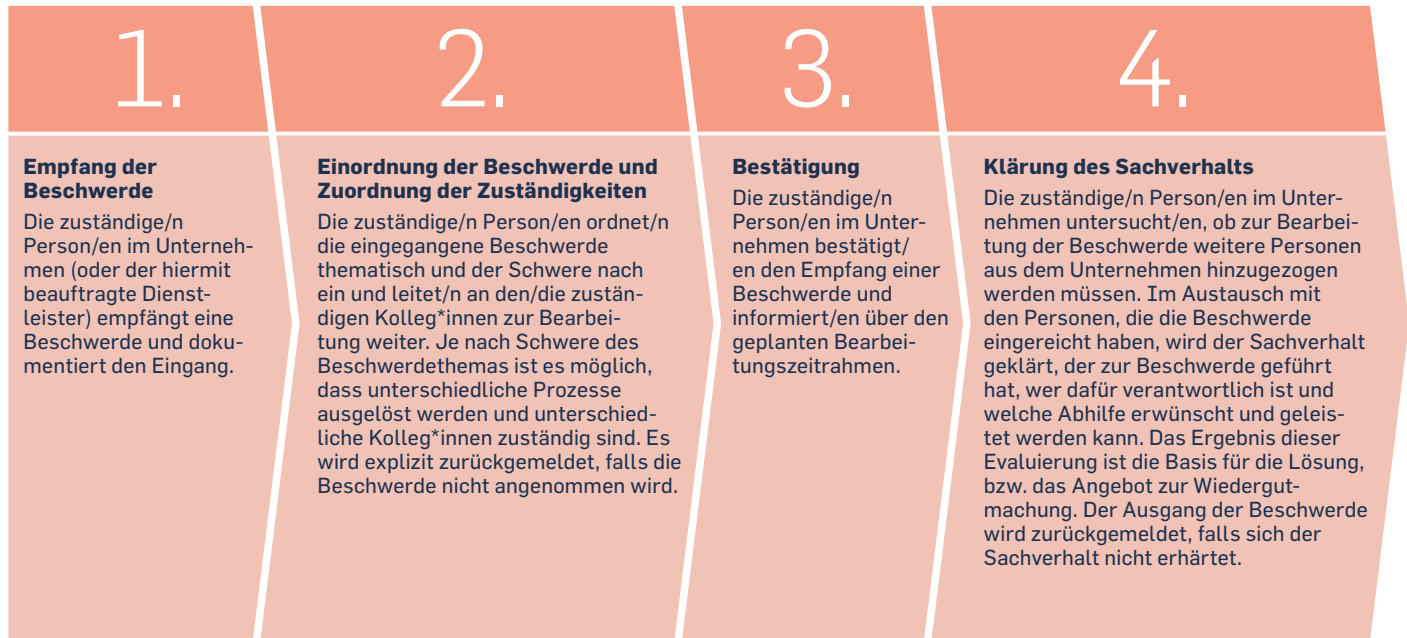 1.
Empfang der
Beschwerde
Die zuständige/n
Person/en im Unterneh-
men (oder der hiermit
beauftragte Dienst-
leister) empfängt eine
Beschwerde und doku-
mentiert den Eingang.
2.
Einordnung der Beschwerde und
Zuordnung der Zuständigkeiten
Die zuständige/n Person/en ordnet/n
die eingegangene Beschwerde
thematisch und der Schwere nach
ein und leitet/n an den/die zustän-
digen Kolleg*innen zur Bearbei-
tung weiter. Je nach Schwere des
Beschwerdethemas ist es möglich,
dass unterschiedliche Prozesse
ausgelöst werden und unterschied-
liche Kolleg*innen zuständig sind. Es
wird explizit zurückgemeldet, falls die
Beschwerde nicht angenommen wird.
3.
Bestätigung
Die zuständige/n
Person/en im Unter-
nehmen bestätigt/
en den Empfang einer
Beschwerde und
informiert/en über den
geplanten Bearbei-
tungszeitrahmen.
4.
Klärung des Sachverhalts
Die zuständige/n Person/en im Unter-
nehmen untersucht/en, ob zur Bearbei-
tung der Beschwerde weitere Personen
aus dem Unternehmen hinzugezogen
werden müssen. Im Austausch mit
den Personen, die die Beschwerde
eingereicht haben, wird der Sachverhalt
geklärt, der zur Beschwerde geführt
hat, wer dafür verantwortlich ist und
welche Abhilfe erwünscht und geleis-
tet werden kann. Das Ergebnis dieser
Evaluierung ist die Basis für die Lösung,
bzw. das Angebot zur Wiedergut-
machung. Der Ausgang der Beschwerde
wird zurückgemeldet, falls sich der
Sachverhalt nicht erhärtet.